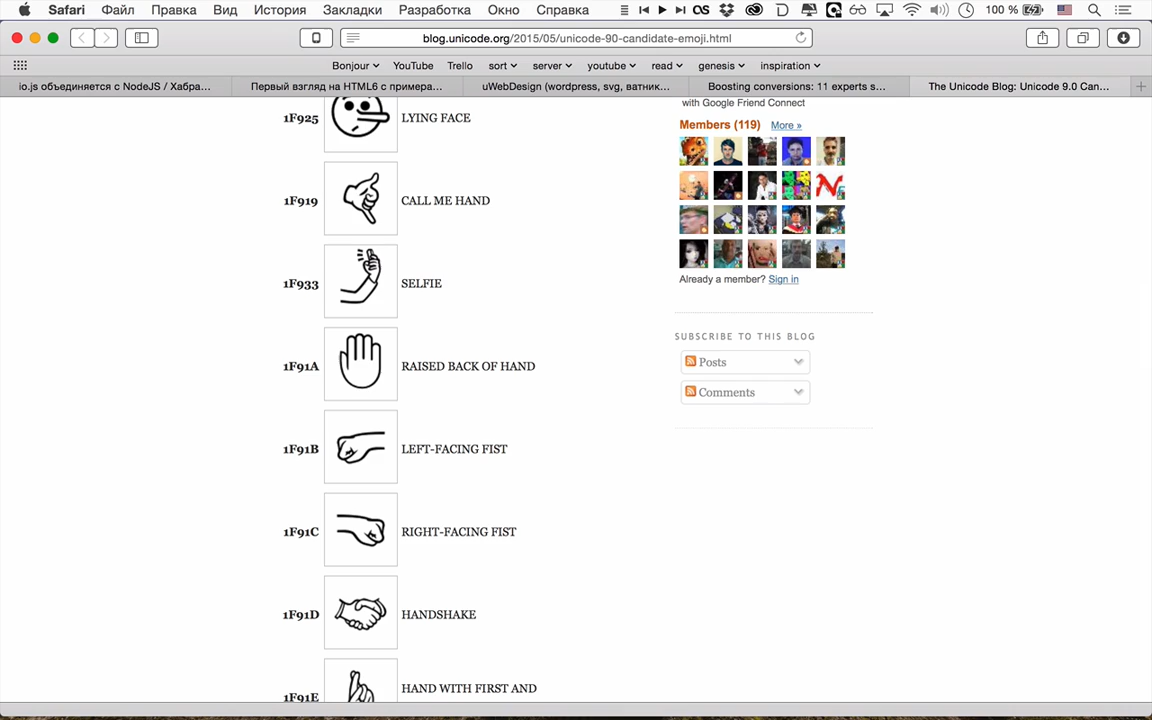 Safari Файл Правка Вид История Закладки Разработка Окно Справка 100 %
blog.unicode.org/2015/05/unicode-90-candidate-emoji.html
Bonjour YouTube Trello sort server youtube read genesis inspiration
io.js объединяется с NodeJS / Хабра... Первый взгляд на HTML6 с примера... uWebDesign (wordpress, svg, ватник... Boosting conversions: 11 experts s... The Unicode Blog: Unicode 9.0 Can...
1F925 LYING FACE
1F919 CALL ME HAND
1F933 SELFIE
1F91A RAISED BACK OF HAND
1F91B LEFT-FACING FIST
1F91C RIGHT-FACING FIST
1F91D HANDSHAKE
1F91E HAND WITH FIRST AND
with Google Friend Connect
Members (119) More »
Already a member? Sign in
SUBSCRIBE TO THIS BLOG
Posts
Comments